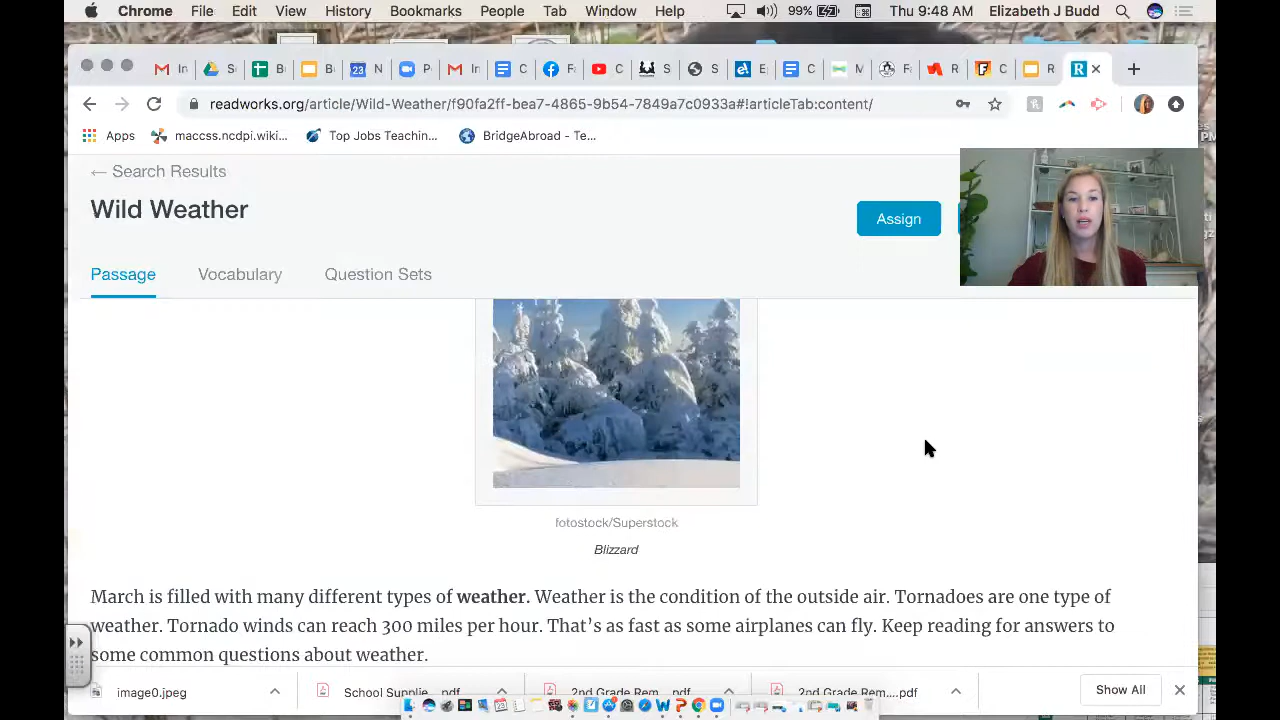 Chrome File Edit View History Bookmarks People Tab Window Help 99% Thu 9:48 AM Elizabeth J Budd
In S B B 23 N P In C F C S S E C M F R C R
readworks.org/article/Wild-Weather/f90fa2ff-bea7-4865-9b54-7849a7c0933a#!articleTab:content/
Apps maccss.ncdpi.wiki... Top Jobs Teachin... BridgeAbroad - Te...
← Search Results
Wild Weather
Assign
Passage Vocabulary Question Sets
fotostock/Superstock
Blizzard
March is filled with many different types of weather. Weather is the condition of the outside air. Tornadoes are one type of
weather. Tornado winds can reach 300 miles per hour. That's as fast as some airplanes can fly. Keep reading for answers to
some common questions about weather.
image0.jpeg School Supplie....pdf 2nd Grade Rem....pdf 2nd Grade rem....pdf Show All